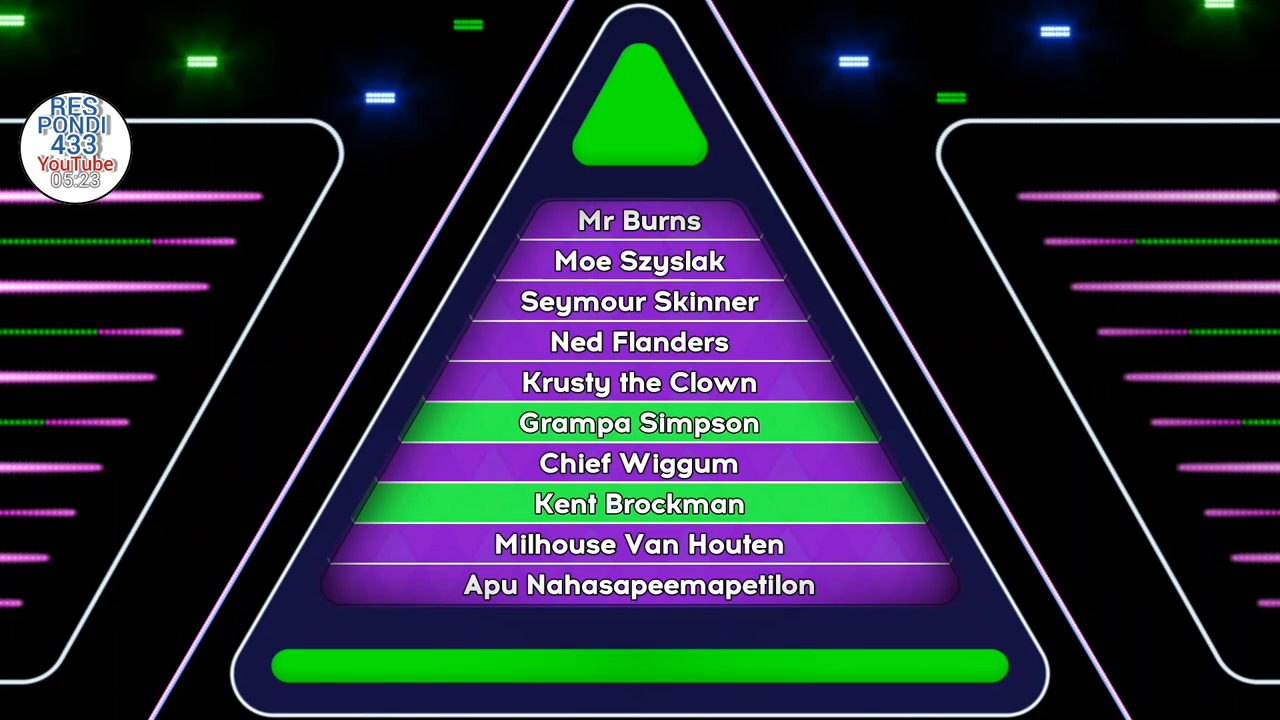 RES
PONDI
433
YouTube
05:23
Mr Burns
Moe Szyslak
Seymour Skinner
Ned Flanders
Krusty the Clown
Grampa Simpson
Chief Wiggum
Kent Brockman
Milhouse Van Houten
Apu Nahasapeemapetilon